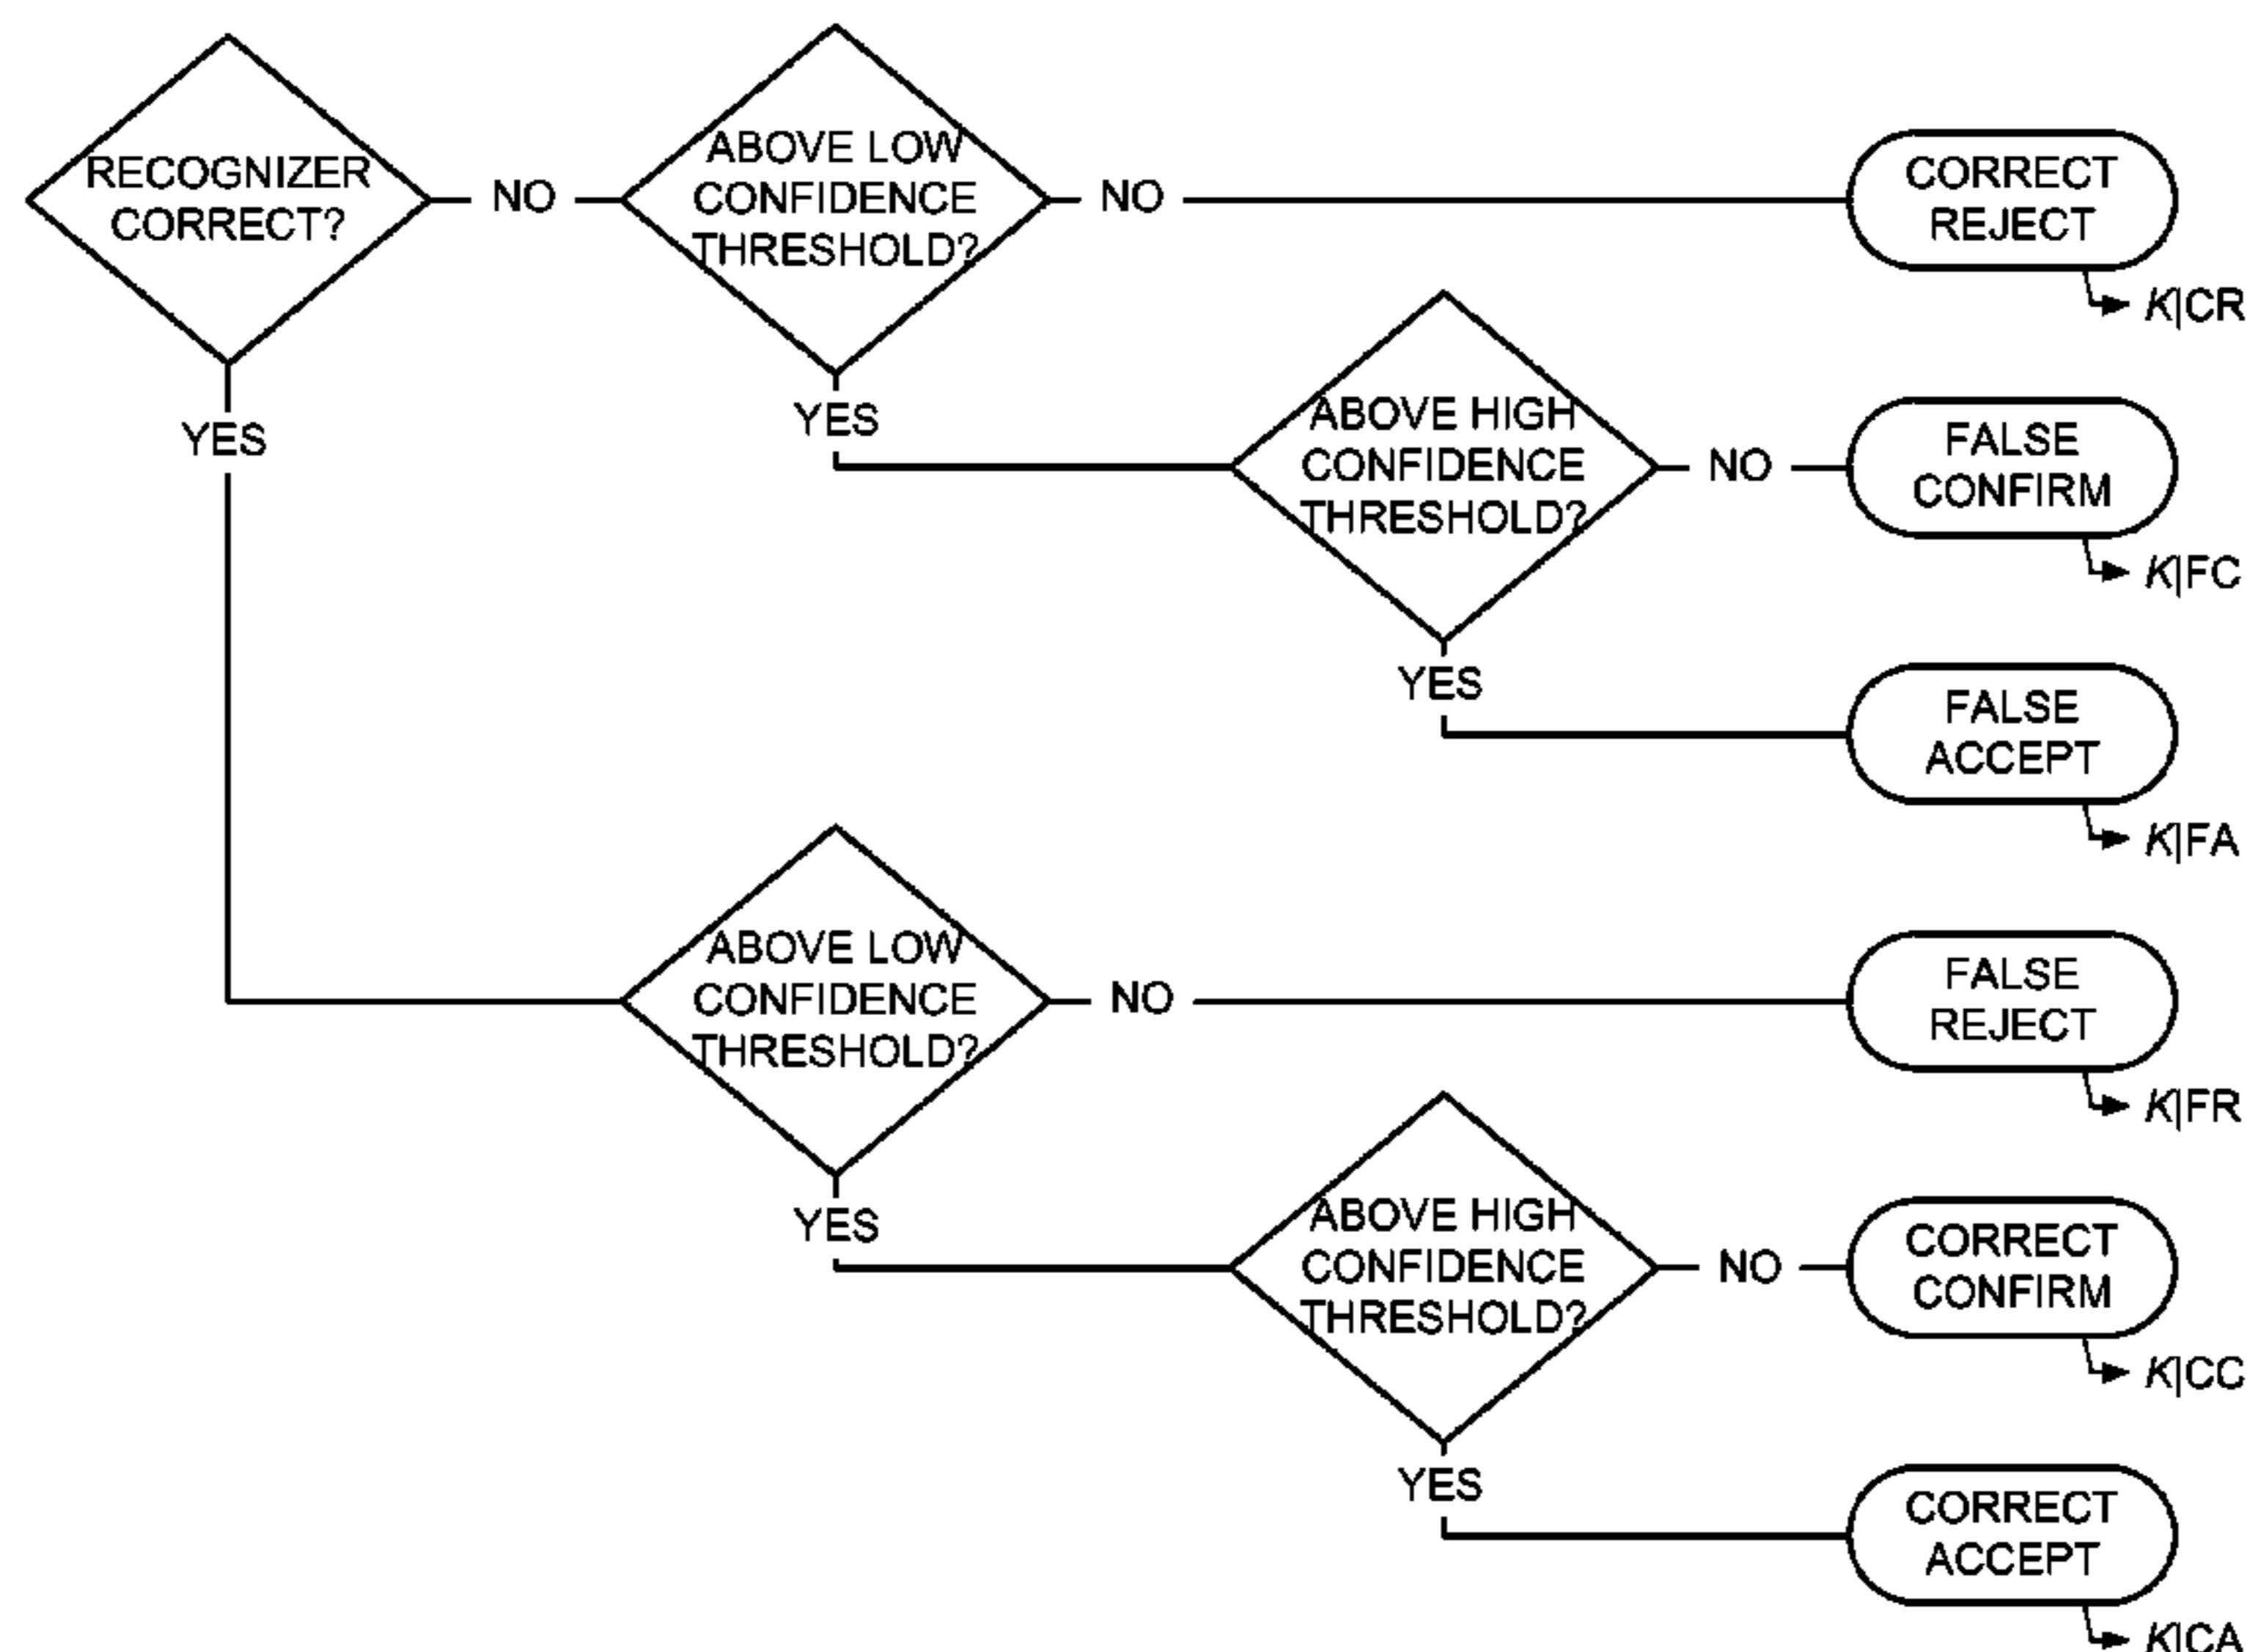 RECOGNIZER
CORRECT?
NO
ABOVE LOW
CONFIDENCE
THRESHOLD?
NO
CORRECT
REJECT
K|CR
YES
YES
ABOVE HIGH
CONFIDENCE
THRESHOLD?
NO
FALSE
CONFIRM
K|FC
YES
FALSE
ACCEPT
K|FA
ABOVE LOW
CONFIDENCE
THRESHOLD?
NO
FALSE
REJECT
K|FR
YES
ABOVE HIGH
CONFIDENCE
THRESHOLD?
NO
CORRECT
CONFIRM
K|CC
YES
CORRECT
ACCEPT
K|CA